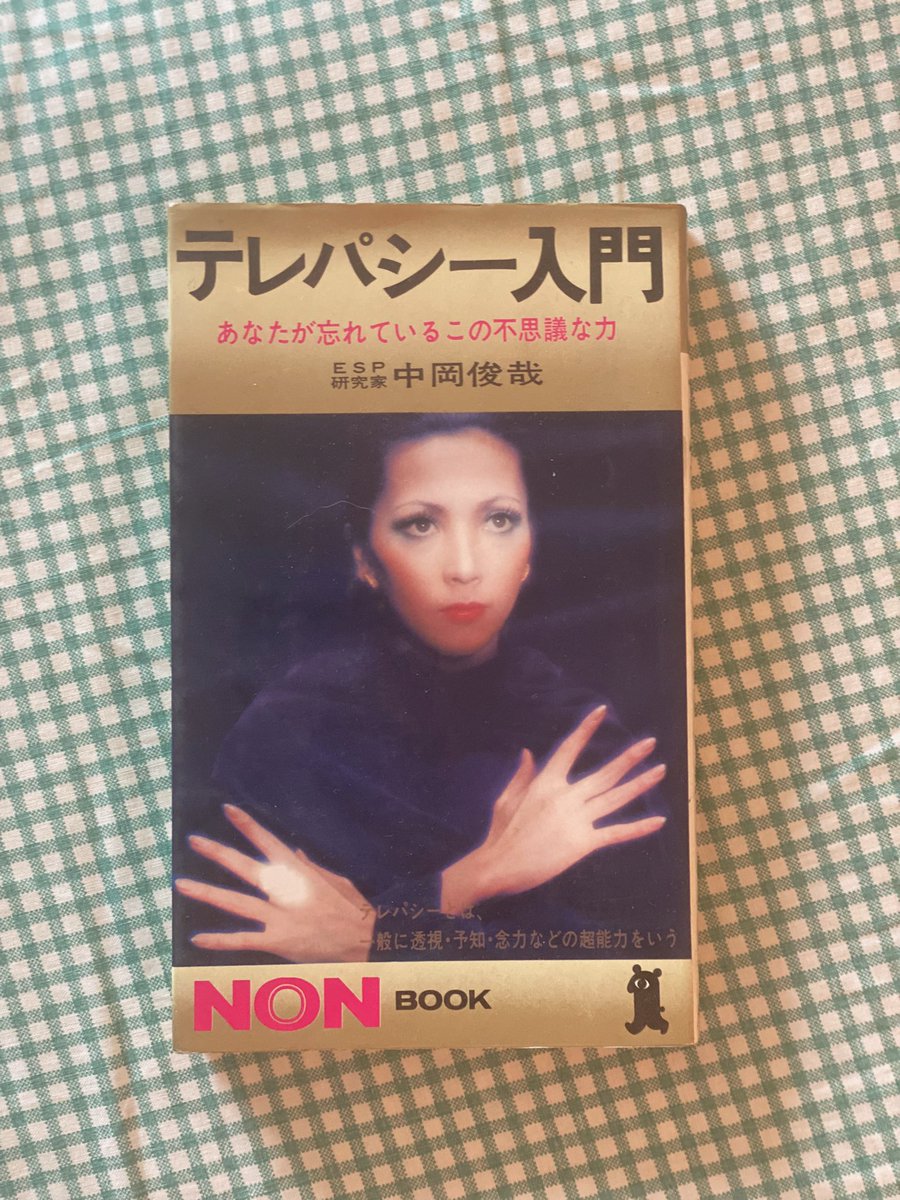 テレパシー入門
あなたが忘れているこの不思議な力
ESP
研究家 中岡俊哉
テレパシーとは、
一般に透視・予知・念力などの超能力をいう
NON BOOK